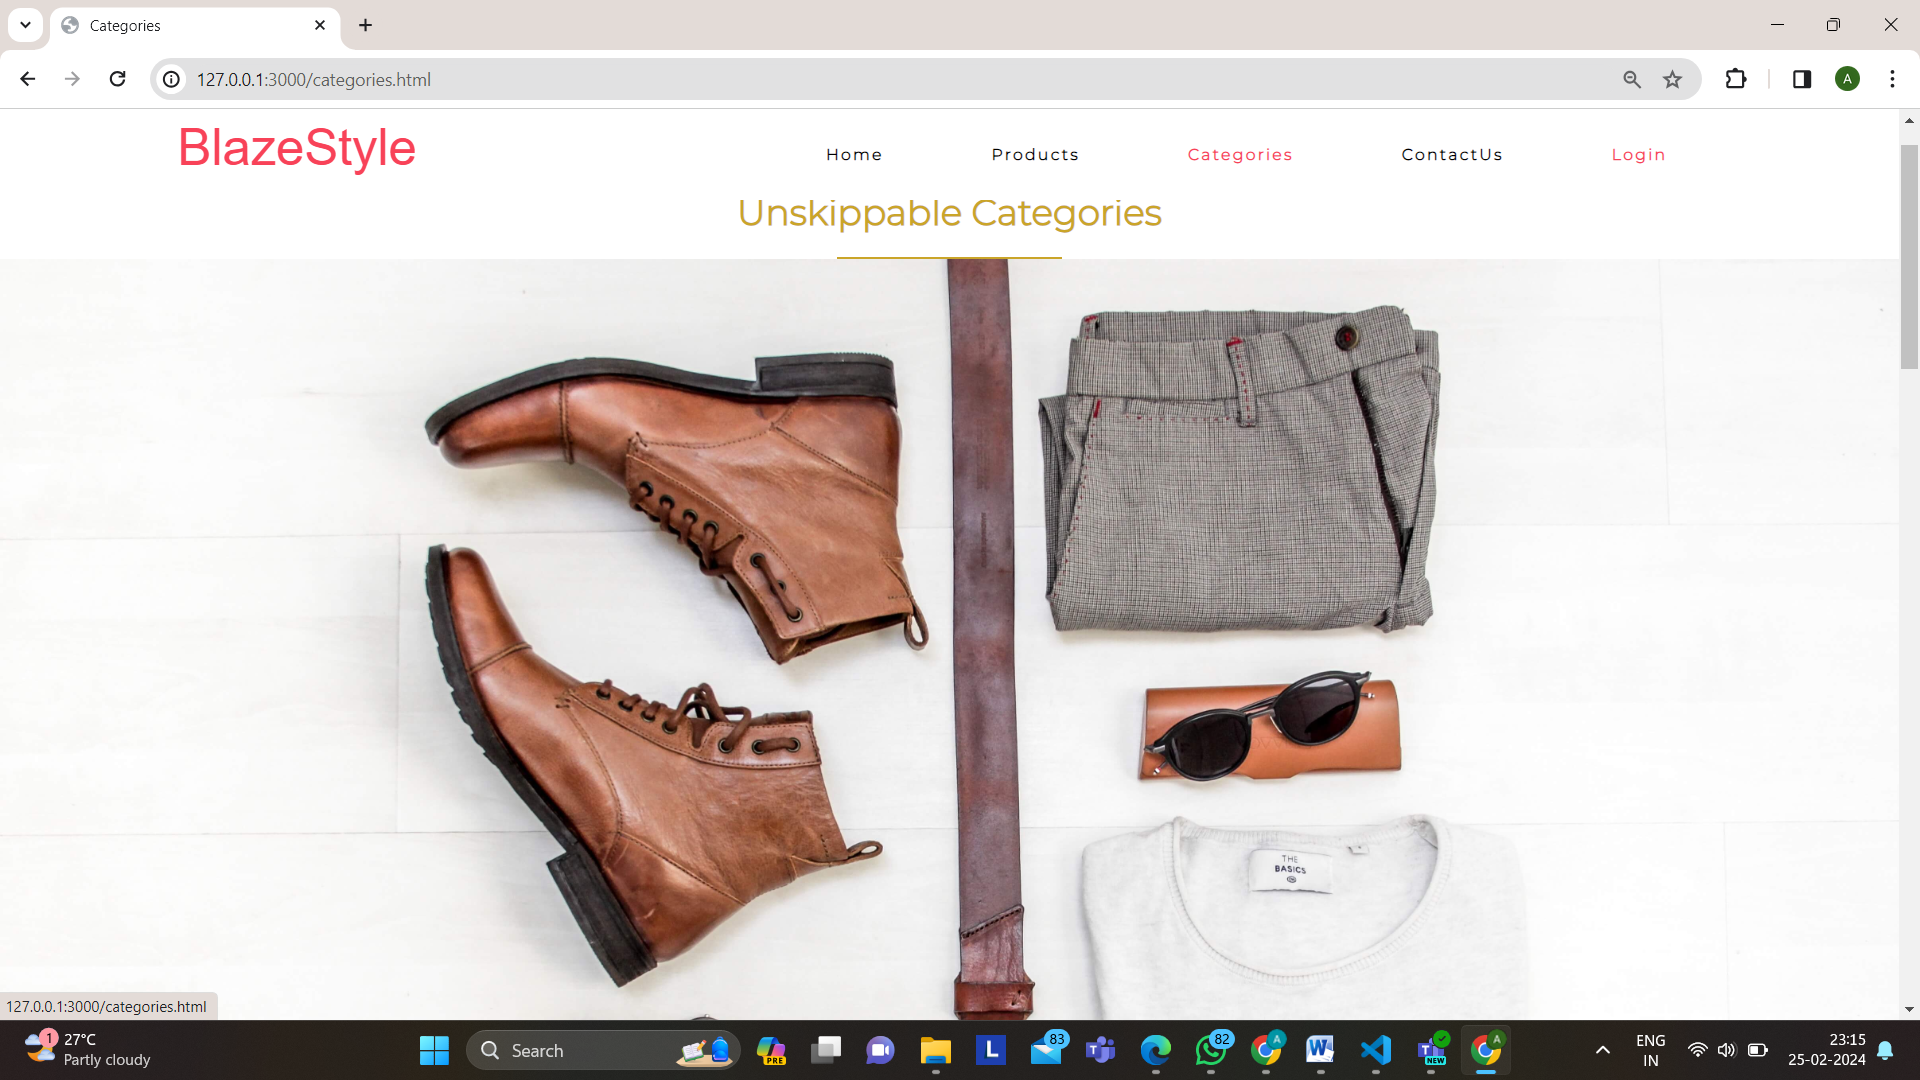 Categories
127.0.0.1:3000/categories.html
A
BlazeStyle
Home Products Categories ContactUs Login
Unskippable Categories
THE
BASICS
127.0.0.1:3000/categories.html
1
27°C
Partly cloudy
Search
PRE
L
83
T
82
A
W
NEW
A
ENG
IN
23:15
25-02-2024